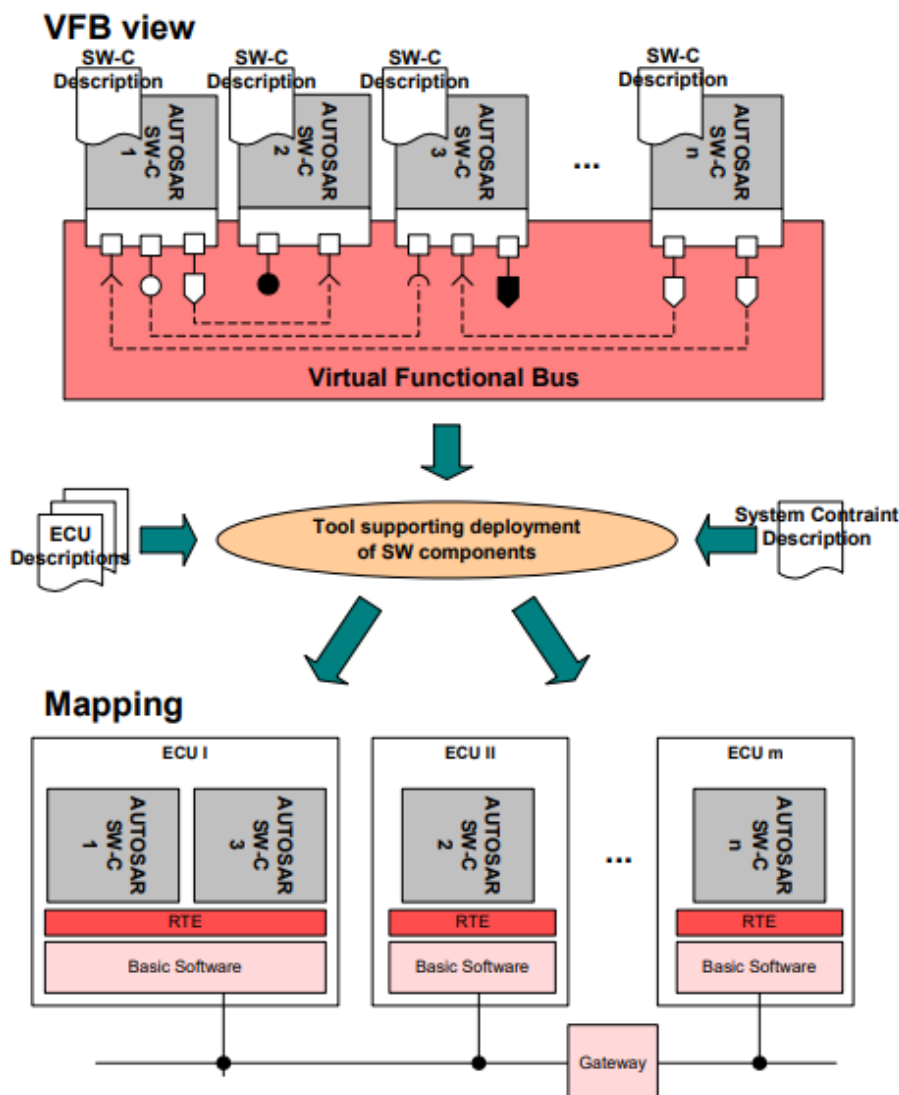 VFB view
SW-C
Description
SW-C
Description
SW-C
Description
SW-C
Description
AUTOSAR
SW-C
1
AUTOSAR
SW-C
2
AUTOSAR
SW-C
3
...
AUTOSAR
SW-C
n
Virtual Functional Bus
ECU
Descriptions
Tool supporting deployment
of SW components
System Contraint
Description
Mapping
ECU I
ECU II
ECU m
AUTOSAR
SW-C
1
AUTOSAR
SW-C
3
AUTOSAR
SW-C
2
...
AUTOSAR
SW-C
n
RTE
RTE
RTE
Basic Software
Basic Software
Basic Software
Gateway